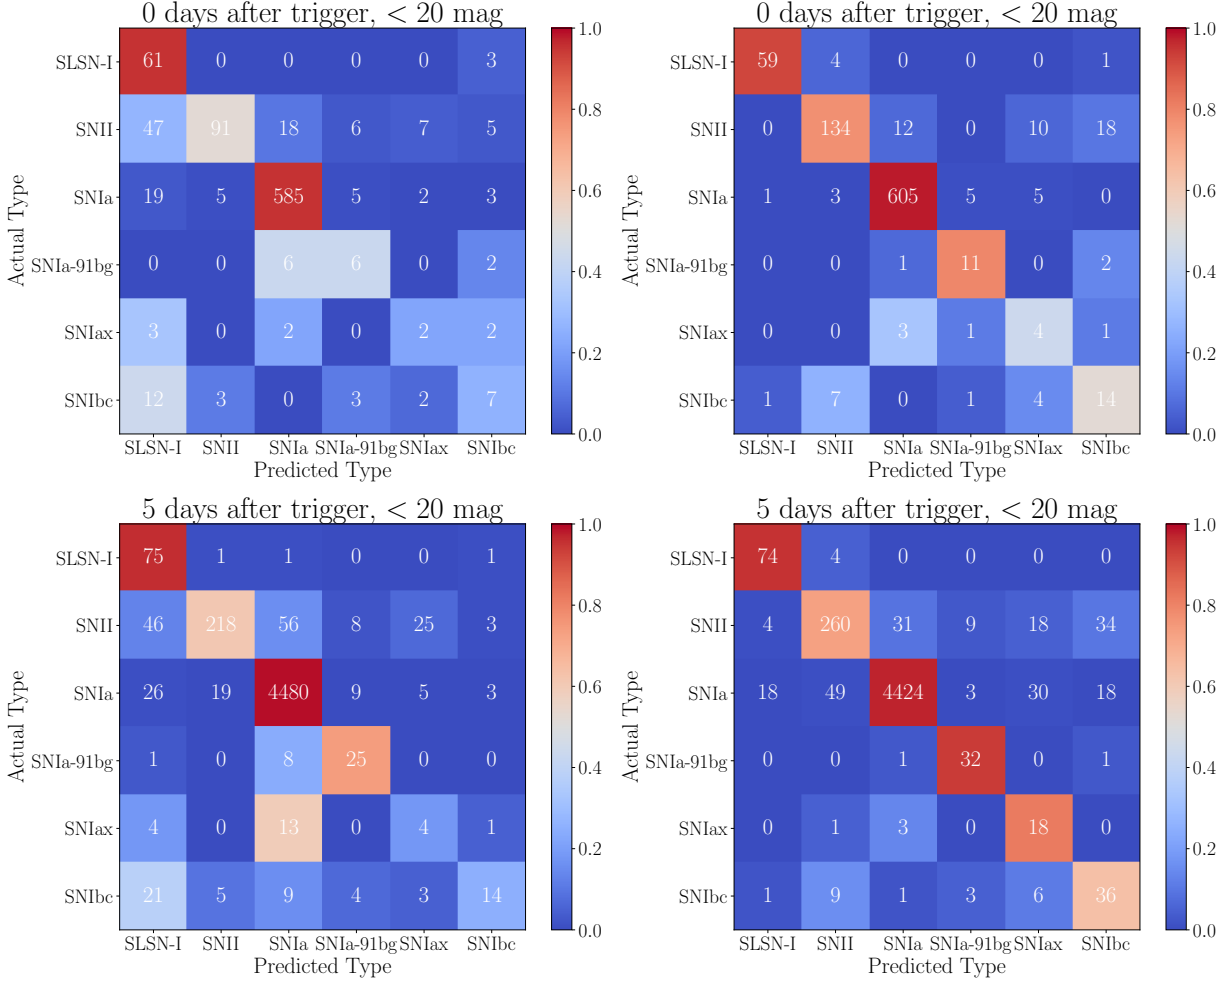 0 days after trigger, < 20 mag
Actual Type
SLSN-I 61 0 0 0 0 3
SNII 47 91 18 6 7 5
SNIa 19 5 585 5 2 3
SNIa-91bg 0 0 6 6 0 2
SNIax 3 0 2 0 2 2
SNIbc 12 3 0 3 2 7
SLSN-I SNII SNIa SNIa-91bg SNIax SNIbc
Predicted Type
1.0
0.8
0.6
0.4
0.2
0.0
0 days after trigger, < 20 mag
Actual Type
SLSN-I 59 4 0 0 0 1
SNII 0 134 12 0 10 18
SNIa 1 3 605 5 5 0
SNIa-91bg 0 0 1 11 0 2
SNIax 0 0 3 1 4 1
SNIbc 1 7 0 1 4 14
SLSN-I SNII SNIa SNIa-91bg SNIax SNIbc
Predicted Type
1.0
0.8
0.6
0.4
0.2
0.0
5 days after trigger, < 20 mag
Actual Type
SLSN-I 75 1 1 0 0 1
SNII 46 218 56 8 25 3
SNIa 26 19 4480 9 5 3
SNIa-91bg 1 0 8 25 0 0
SNIax 4 0 13 0 4 1
SNIbc 21 5 9 4 3 14
SLSN-I SNII SNIa SNIa-91bg SNIax SNIbc
Predicted Type
1.0
0.8
0.6
0.4
0.2
0.0
5 days after trigger, < 20 mag
Actual Type
SLSN-I 74 4 0 0 0 0
SNII 4 260 31 9 18 34
SNIa 18 49 4424 3 30 18
SNIa-91bg 0 0 1 32 0 1
SNIax 0 1 3 0 18 0
SNIbc 1 9 1 3 6 36
SLSN-I SNII SNIa SNIa-91bg SNIax SNIbc
Predicted Type
1.0
0.8
0.6
0.4
0.2
0.0